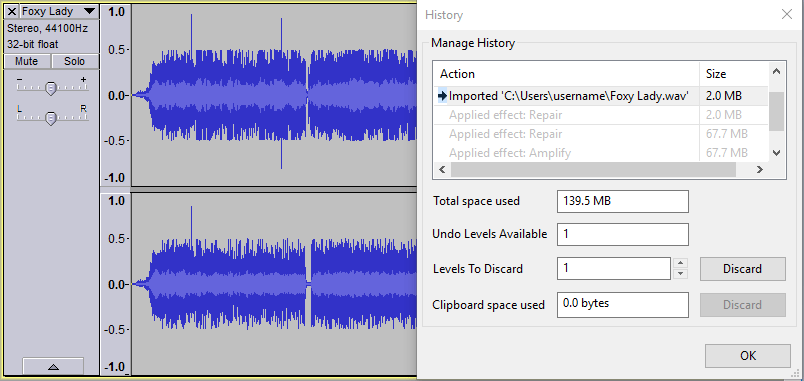 Foxy Lady
Stereo, 44100Hz
32-bit float
Mute Solo
- +
L R
1.0
0.5
0.0
-0.5
-1.0
1.0
0.5
0.0
-0.5
-1.0
History
Manage History
Action Size
Imported 'C:\Users\username\Foxy Lady.wav' 2.0 MB
Applied effect: Repair 2.0 MB
Applied effect: Repair 67.7 MB
Applied effect: Amplify 67.7 MB
Total space used 139.5 MB
Undo Levels Available 1
Levels To Discard 1 Discard
Clipboard space used 0.0 bytes Discard
OK